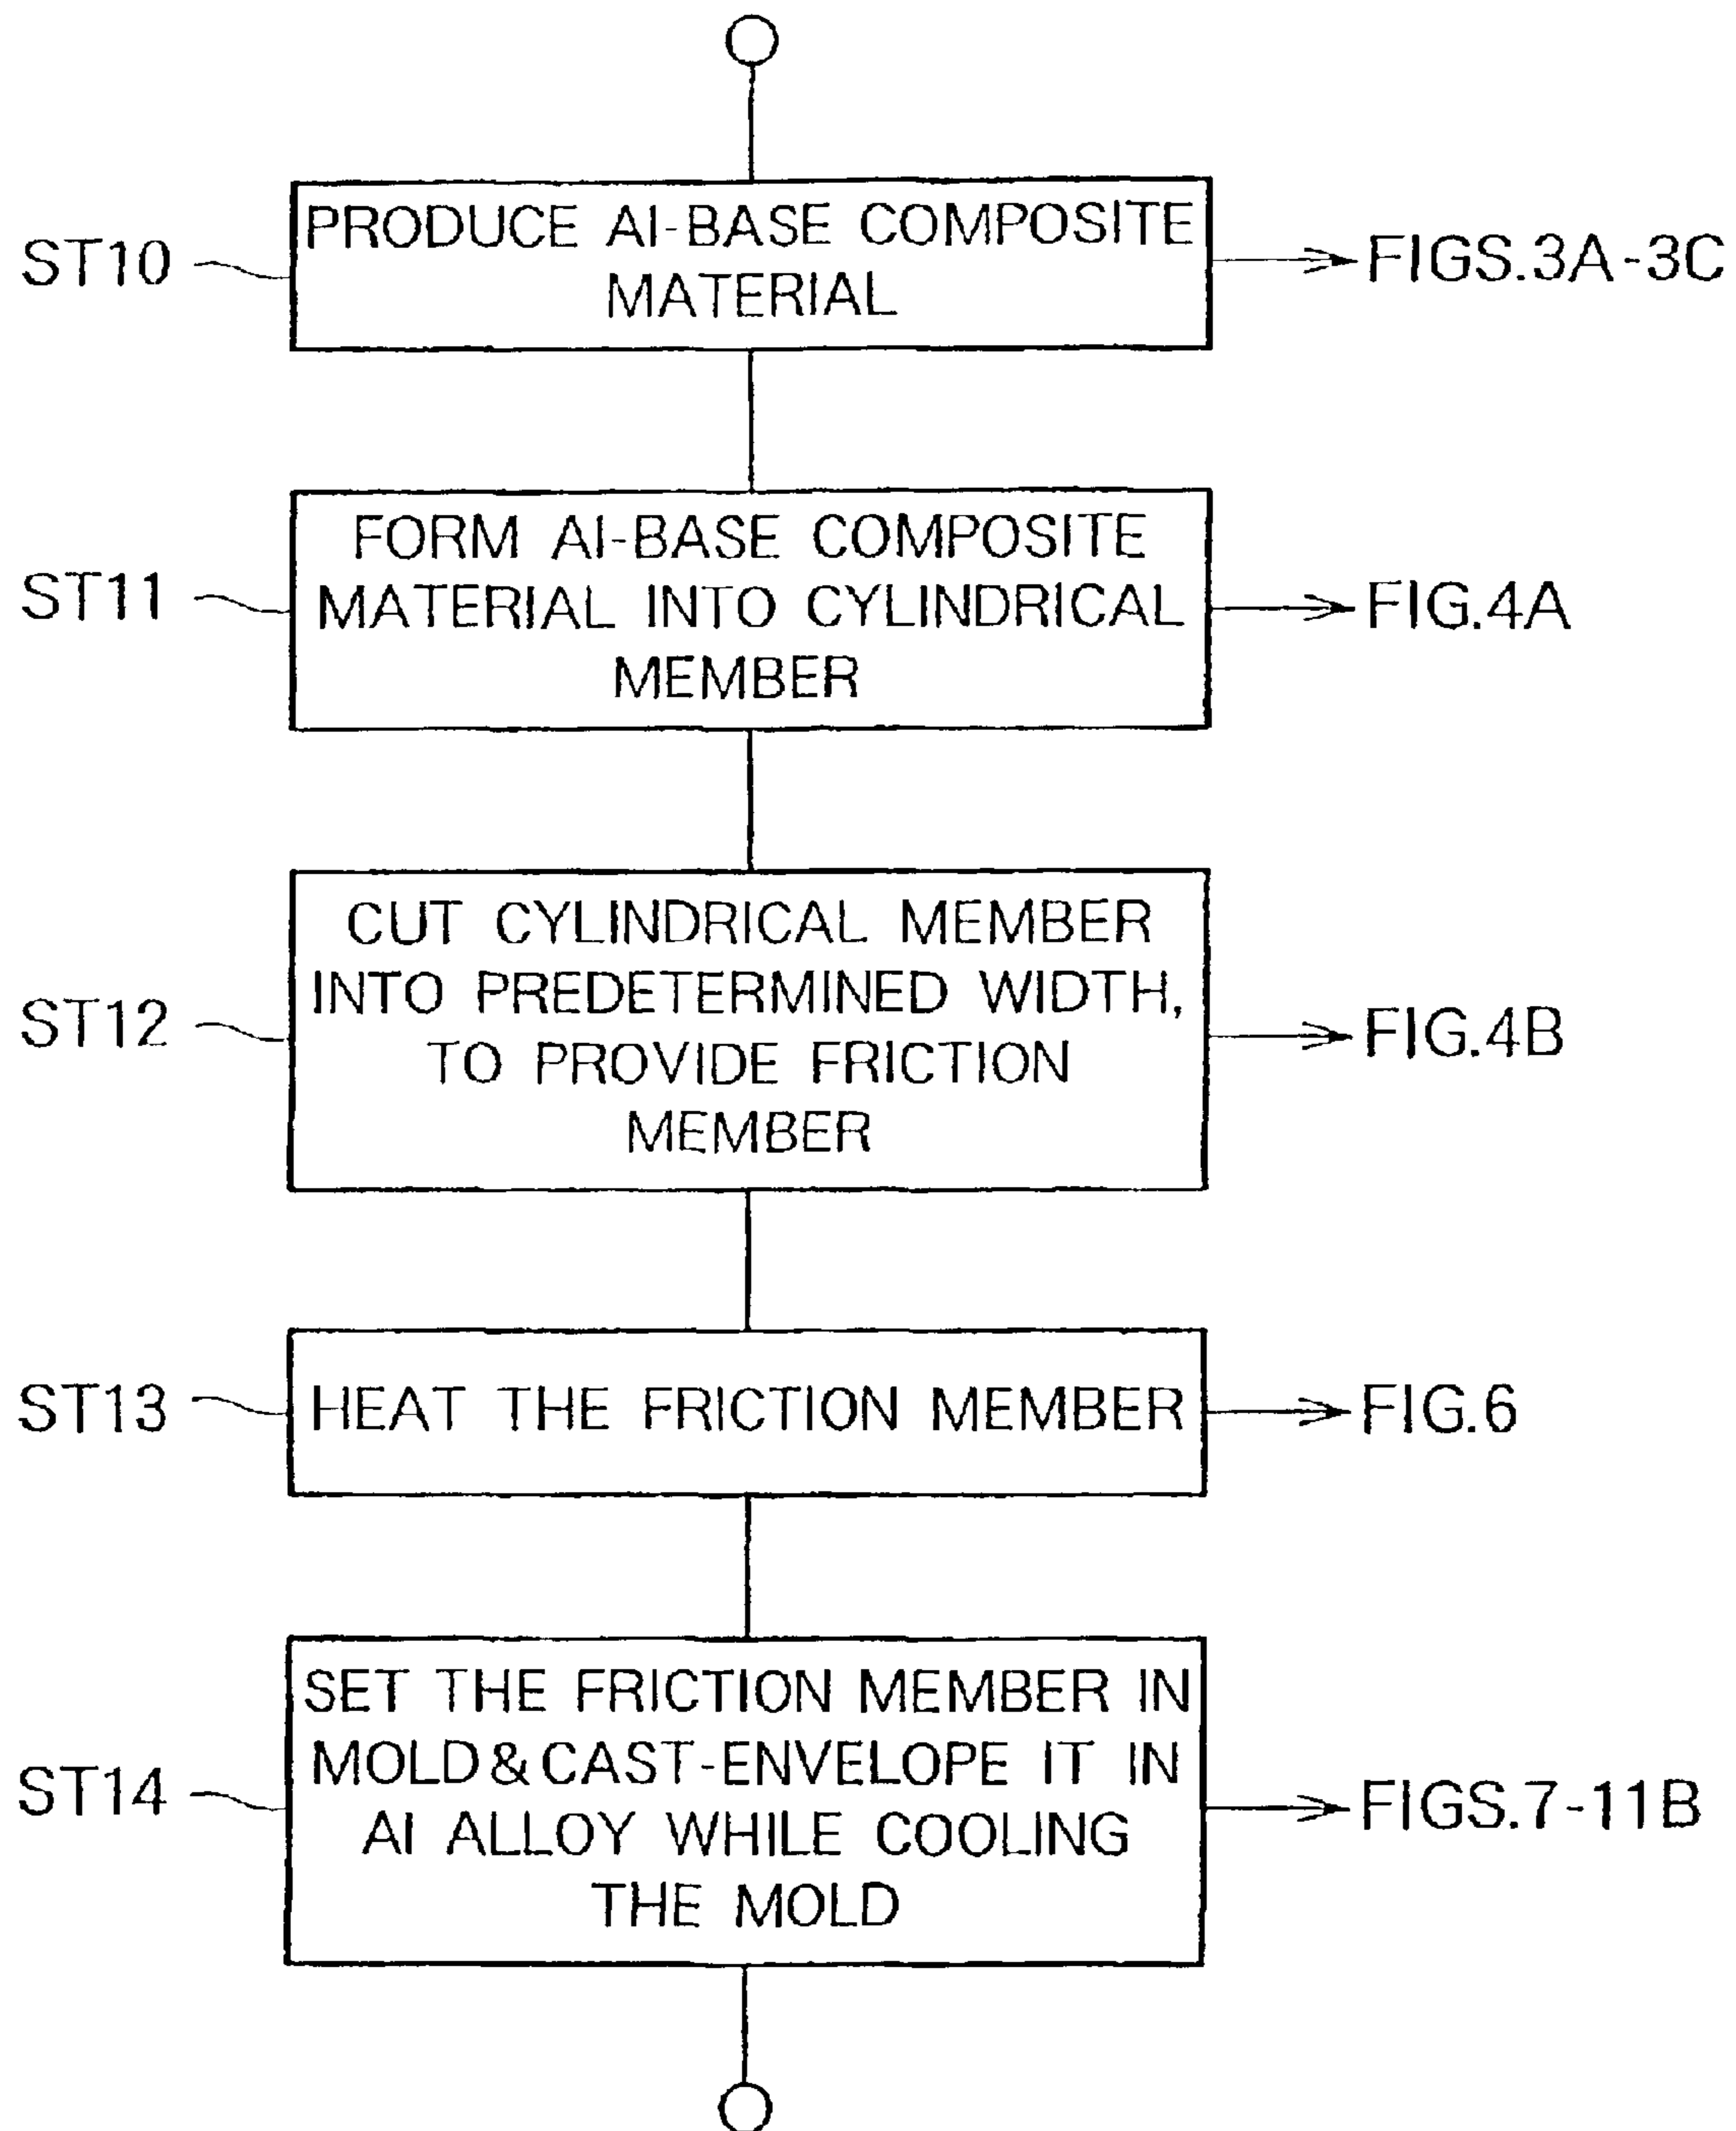 PRODUCE Al-BASE COMPOSITE
MATERIAL
ST10
FIGS.3A-3C
FORM Al-BASE COMPOSITE
MATERIAL INTO CYLINDRICAL
MEMBER
ST11
FIG.4A
CUT CYLINDRICAL MEMBER
INTO PREDETERMINED WIDTH,
TO PROVIDE FRICTION
MEMBER
ST12
FIG.4B
HEAT THE FRICTION MEMBER
ST13
FIG.6
SET THE FRICTION MEMBER IN
MOLD & CAST-ENVELOPE IT IN
Al ALLOY WHILE COOLING
THE MOLD
ST14
FIGS.7-11B